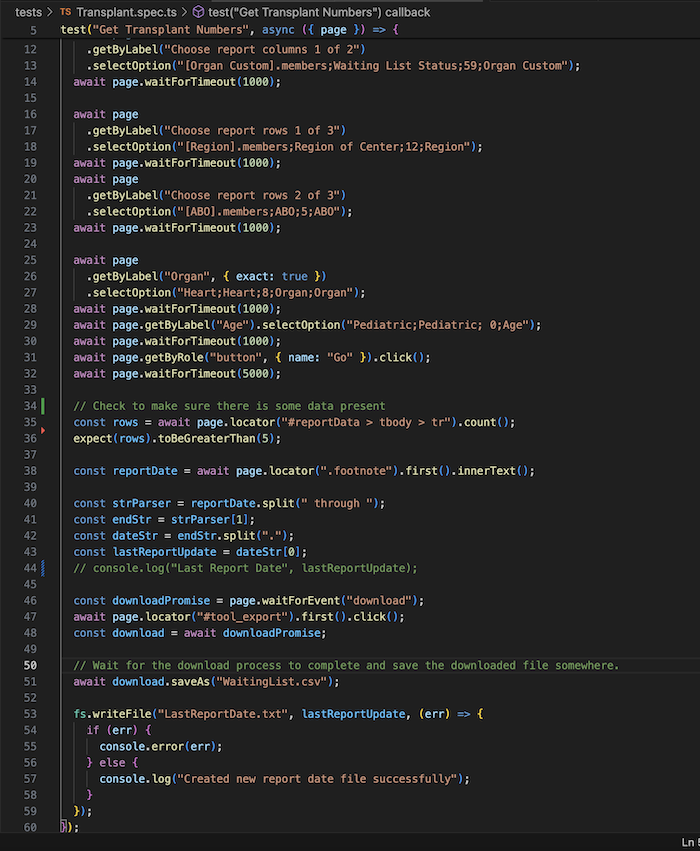 tests > TS Transplant.spec.ts > test("Get Transplant Numbers") callback
5 test("Get Transplant Numbers", async ({ page }) => {
12 .getByLabel("Choose report columns 1 of 2")
13 .selectOption("[Organ Custom].members;Waiting List Status;59;Organ Custom");
14 await page.waitForTimeout(1000);
15
16 await page
17 .getByLabel("Choose report rows 1 of 3")
18 .selectOption("[Region].members;Region of Center;12;Region");
19 await page.waitForTimeout(1000);
20 await page
21 .getByLabel("Choose report rows 2 of 3")
22 .selectOption("[ABO].members;ABO;5;ABO");
23 await page.waitForTimeout(1000);
24
25 await page
26 .getByLabel("Organ", { exact: true })
27 .selectOption("Heart;Heart;8;Organ;Organ");
28 await page.waitForTimeout(1000);
29 await page.getByLabel("Age").selectOption("Pediatric;Pediatric; 0;Age");
30 await page.waitForTimeout(1000);
31 await page.getByRole("button", { name: "Go" }).click();
32 await page.waitForTimeout(5000);
33
34 // Check to make sure there is some data present
35 const rows = await page.locator("#reportData > tbody > tr").count();
36 expect(rows).toBeGreaterThan(5);
37
38 const reportDate = await page.locator(".footnote").first().innerText();
39
40 const strParser = reportDate.split(" through ");
41 const endStr = strParser[1];
42 const dateStr = endStr.split(".");
43 const lastReportUpdate = dateStr[0];
44 // console.log("Last Report Date", lastReportUpdate);
45
46 const downloadPromise = page.waitForEvent("download");
47 await page.locator("#tool_export").first().click();
48 const download = await downloadPromise;
49
50 // Wait for the download process to complete and save the downloaded file somewhere.
51 await download.saveAs("WaitingList.csv");
52
53 fs.writeFile("LastReportDate.txt", lastReportUpdate, (err) => {
54 if (err) {
55 console.error(err);
56 } else {
57 console.log("Created new report date file successfully");
58 }
59 });
60 });
Ln